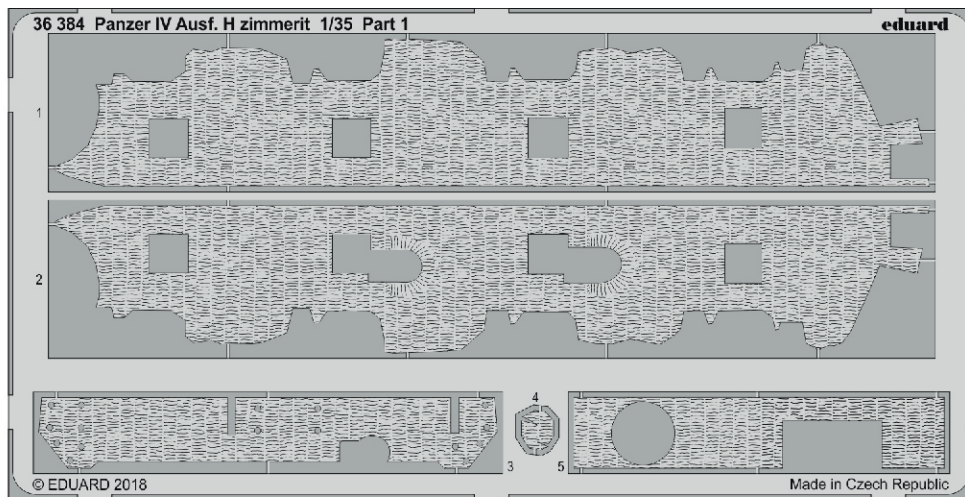 36 384 Panzer IV Ausf. H zimmerit 1/35 Part 1
eduard
1
2
4
3
5
© EDUARD 2018
Made in Czech Republic